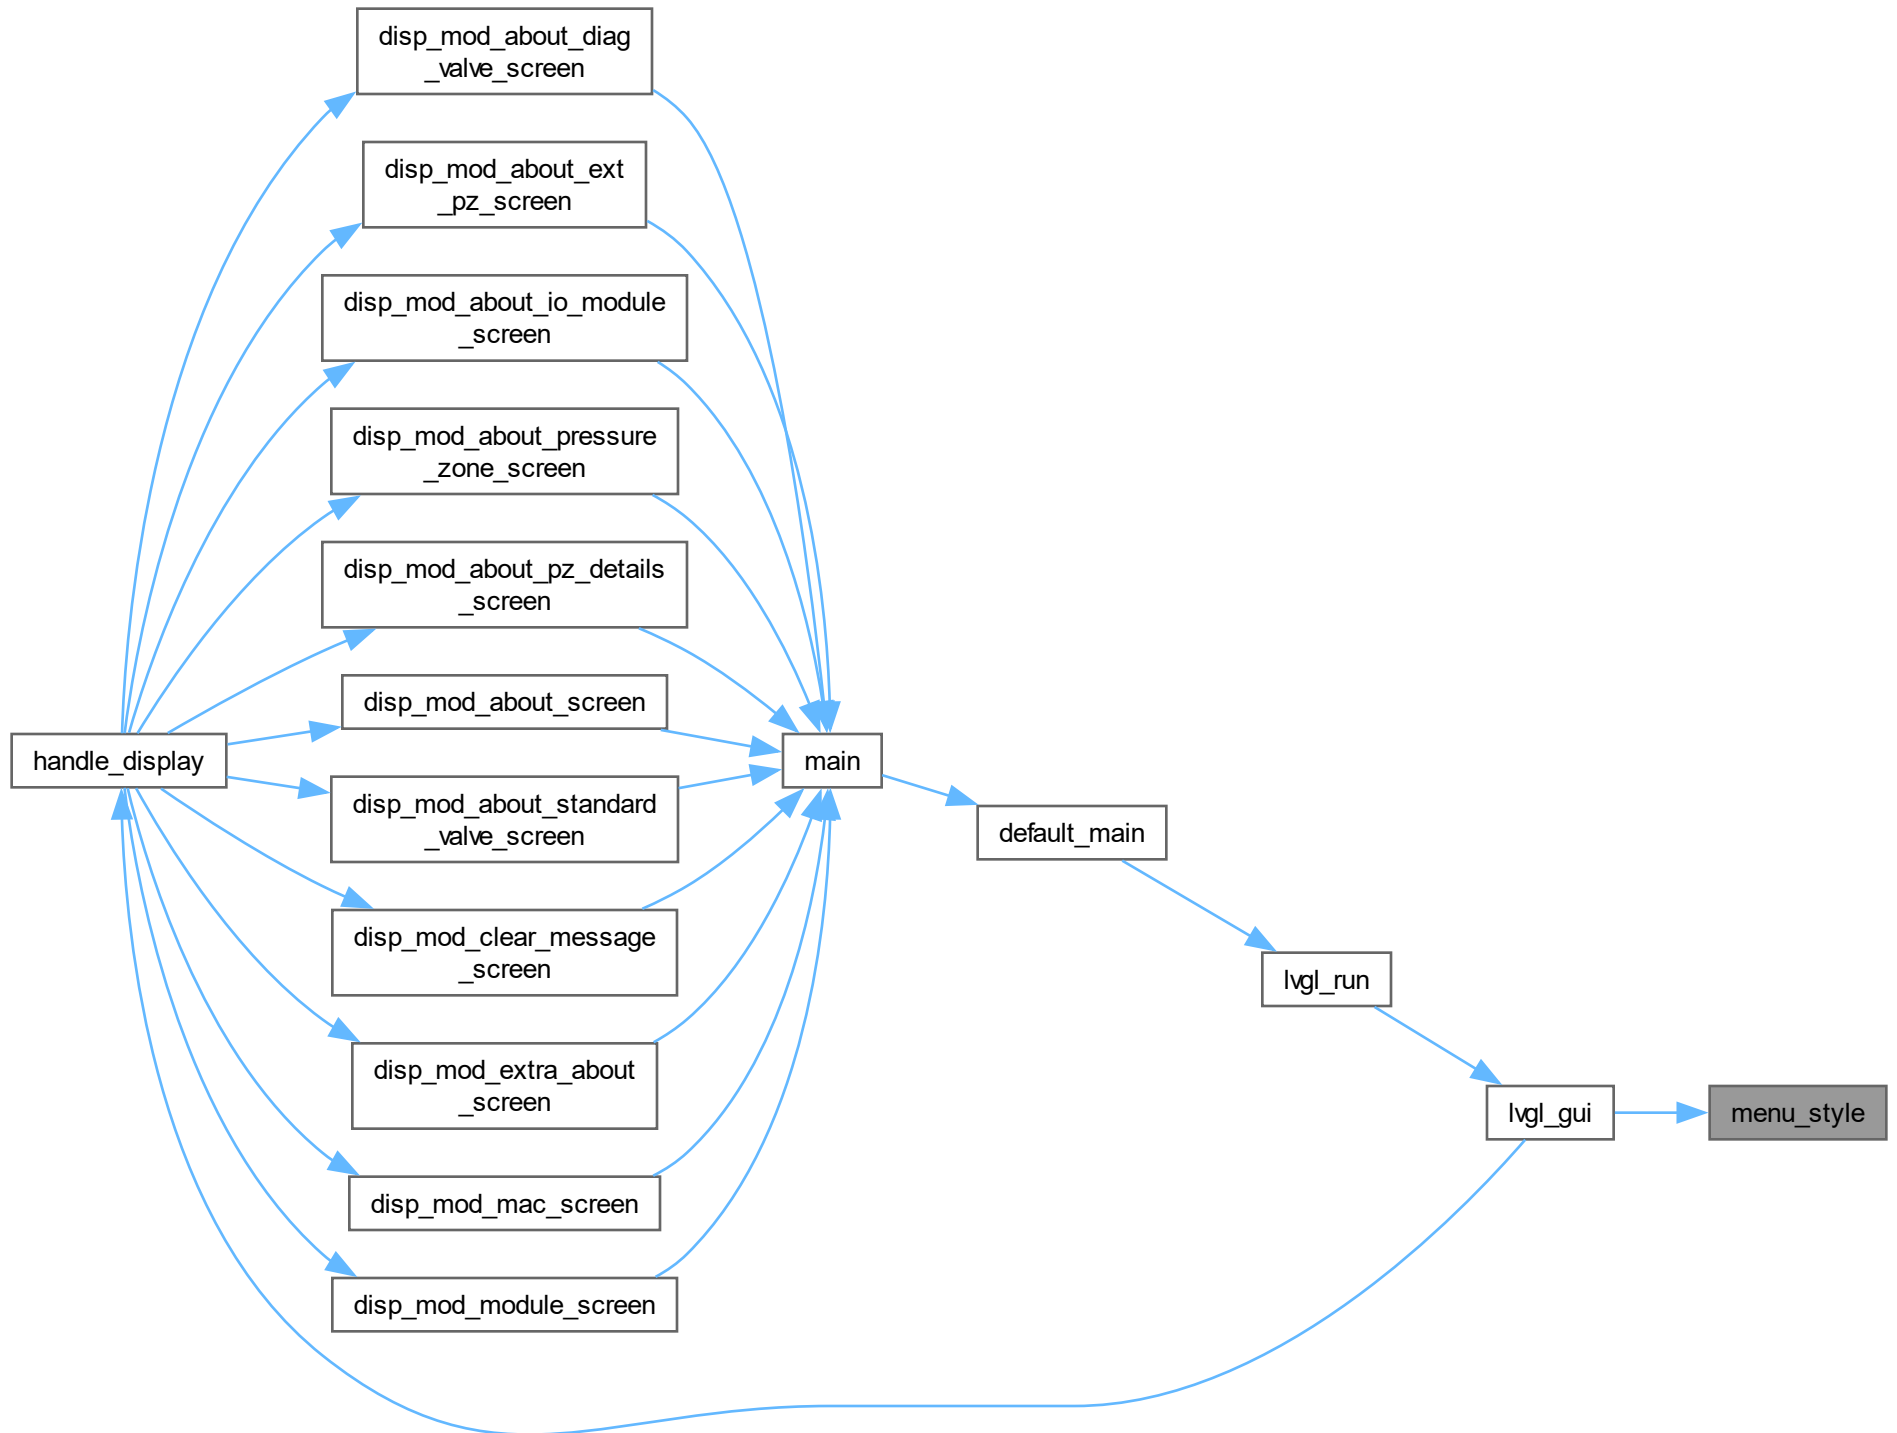 disp_mod_about_diag
_valve_screen
disp_mod_about_ext
_pz_screen
disp_mod_about_io_module
_screen
disp_mod_about_pressure
_zone_screen
disp_mod_about_pz_details
_screen
disp_mod_about_screen
handle_display
main
disp_mod_about_standard
_valve_screen
default_main
disp_mod_clear_message
_screen
lvgl_run
disp_mod_extra_about
_screen
lvgl_gui
menu_style
disp_mod_mac_screen
disp_mod_module_screen